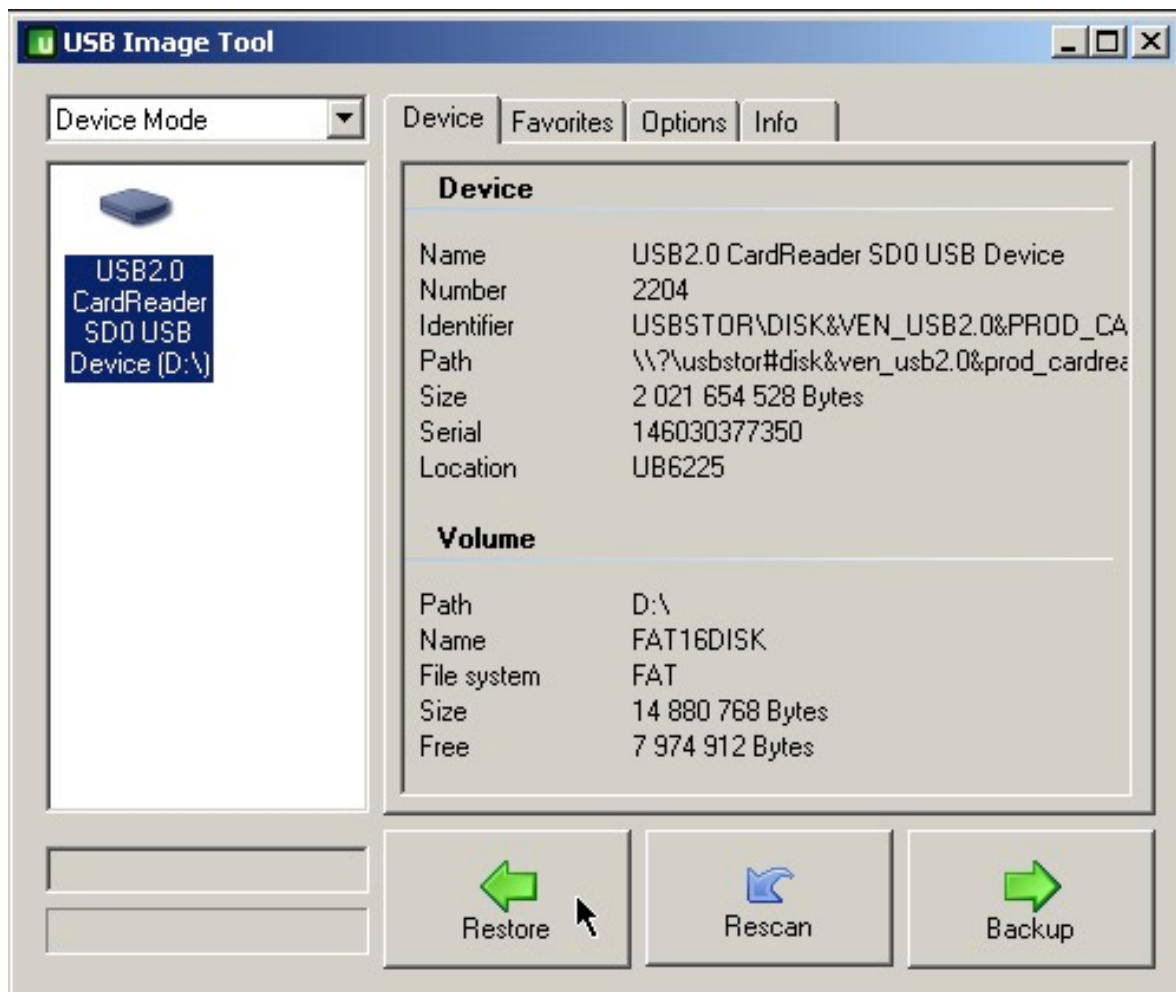 u USB Image Tool
Device Mode
Device Favorites Options Info
USB2.0
CardReader
SD0 USB
Device (D:\)
Device
Name USB2.0 CardReader SD0 USB Device
Number 2204
Identifier USBSTOR\DISK&VEN_USB2.0&PROD_CA
Path \\?\usbstor#disk&ven_usb2.0&prod_cardrea
Size 2 021 654 528 Bytes
Serial 146030377350
Location UB6225
Volume
Path D:\
Name FAT16DISK
File system FAT
Size 14 880 768 Bytes
Free 7 974 912 Bytes
Restore Rescan Backup